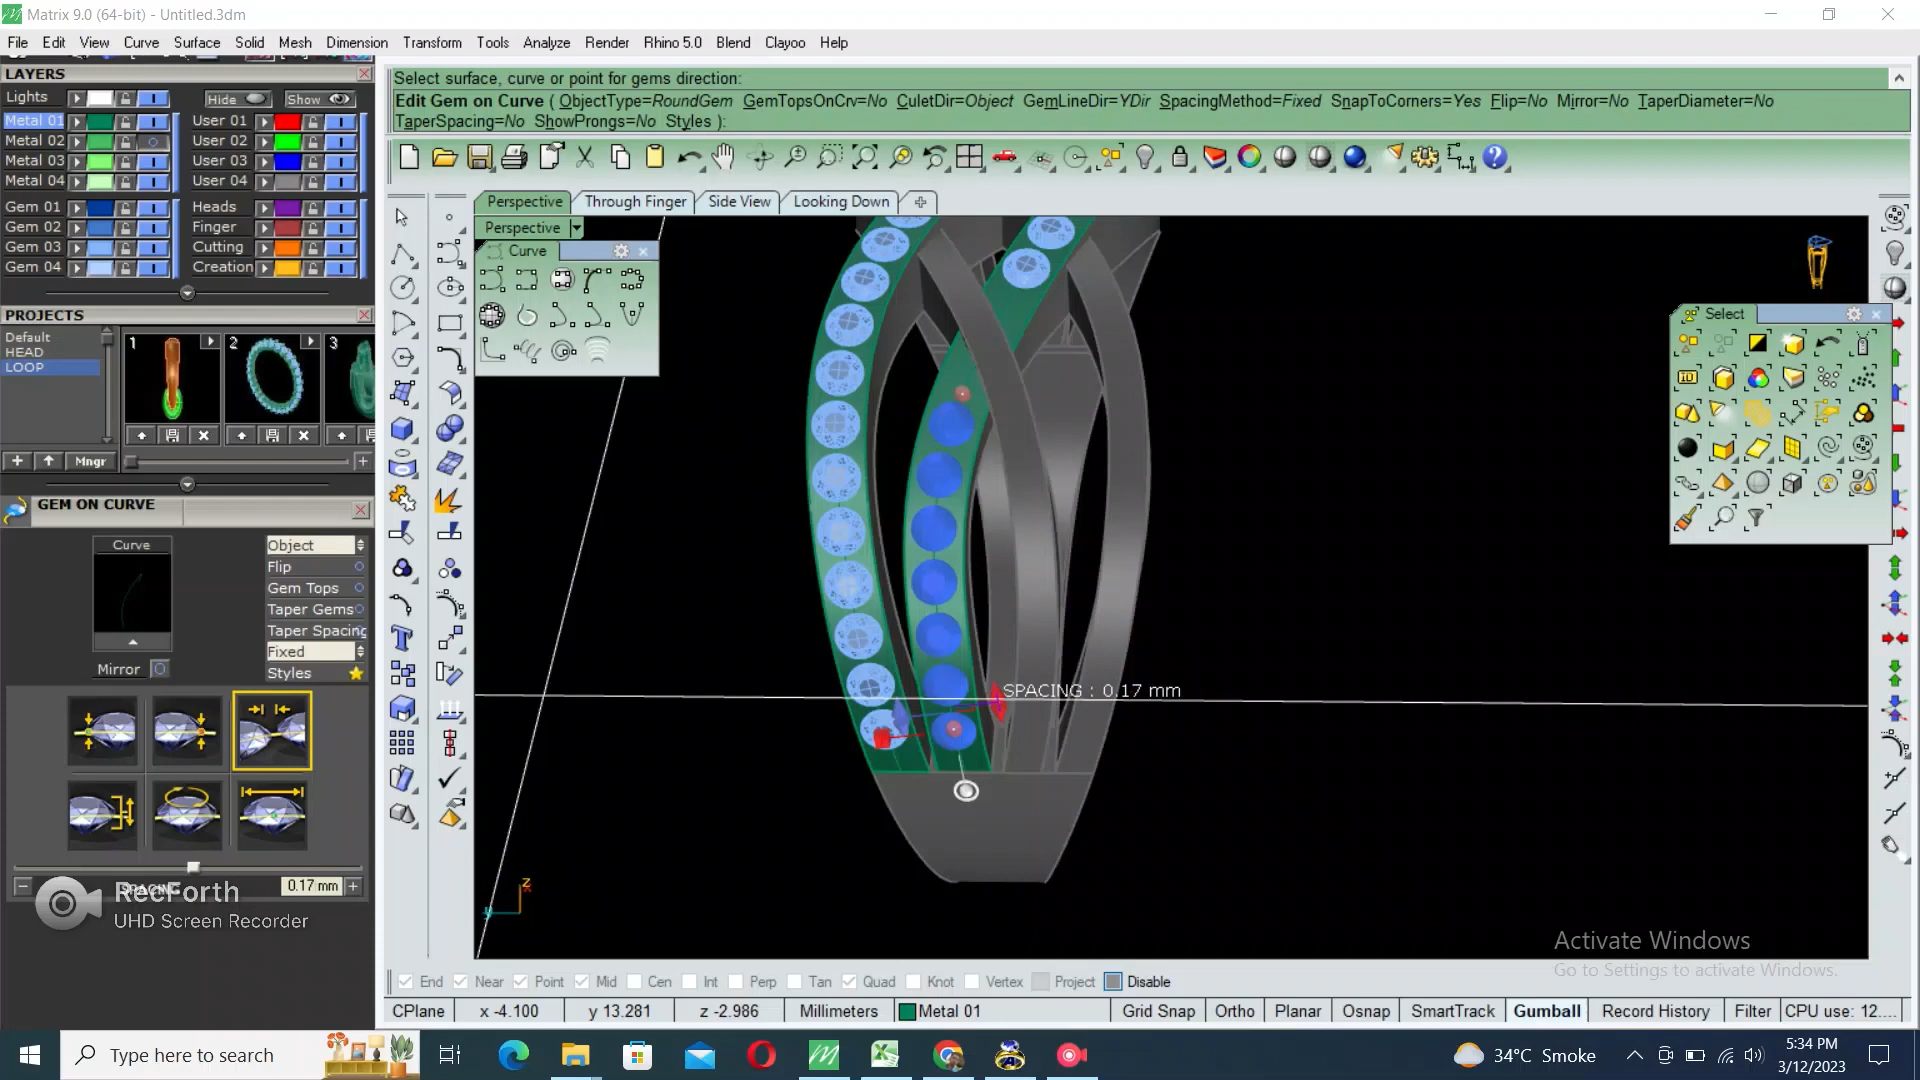 Matrix 9.0 (64-bit) - Untitled.3dm
File Edit View Curve Surface Solid Mesh Dimension Transform Tools Analyze Render Rhino 5.0 Blend Clayoo Help
LAYERS
Lights Hide Show
Metal 01 User 01
Metal 02 User 02
Metal 03 User 03
Metal 04 User 04
Gem 01 Heads
Gem 02 Finger
Gem 03 Cutting
Gem 04 Creation
PROJECTS
Default
HEAD
LOOP
1 2 3
Mngr
GEM ON CURVE
Curve
Object
Flip
Gem Tops
Taper Gems
Taper Spacing
Fixed
Mirror
Styles
SPACING 0.17 mm
RecForth
UHD Screen Recorder
Select surface, curve or point for gems direction:
Edit Gem on Curve ( ObjectType=RoundGem GemTopsOnCrv=No CuletDir=Object GemLineDir=YDir SpacingMethod=Fixed SnapToCorners=Yes Flip=No Mirror=No TaperDiameter=No
TaperSpacing=No ShowProngs=No Styles ):
Perspective Through Finger Side View Looking Down
Perspective
Curve
Select
ID
SPACING : 0.17 mm
z
y
Activate Windows
Go to Settings to activate Windows.
End Near Point Mid Cen Int Perp Tan Quad Knot Vertex Project Disable
CPlane x -4.100 y 13.281 z -2.986 Millimeters Metal 01 Grid Snap Ortho Planar Osnap SmartTrack Gumball Record History Filter CPU use: 12....
Type here to search
34°C Smoke
5:34 PM
3/12/2023